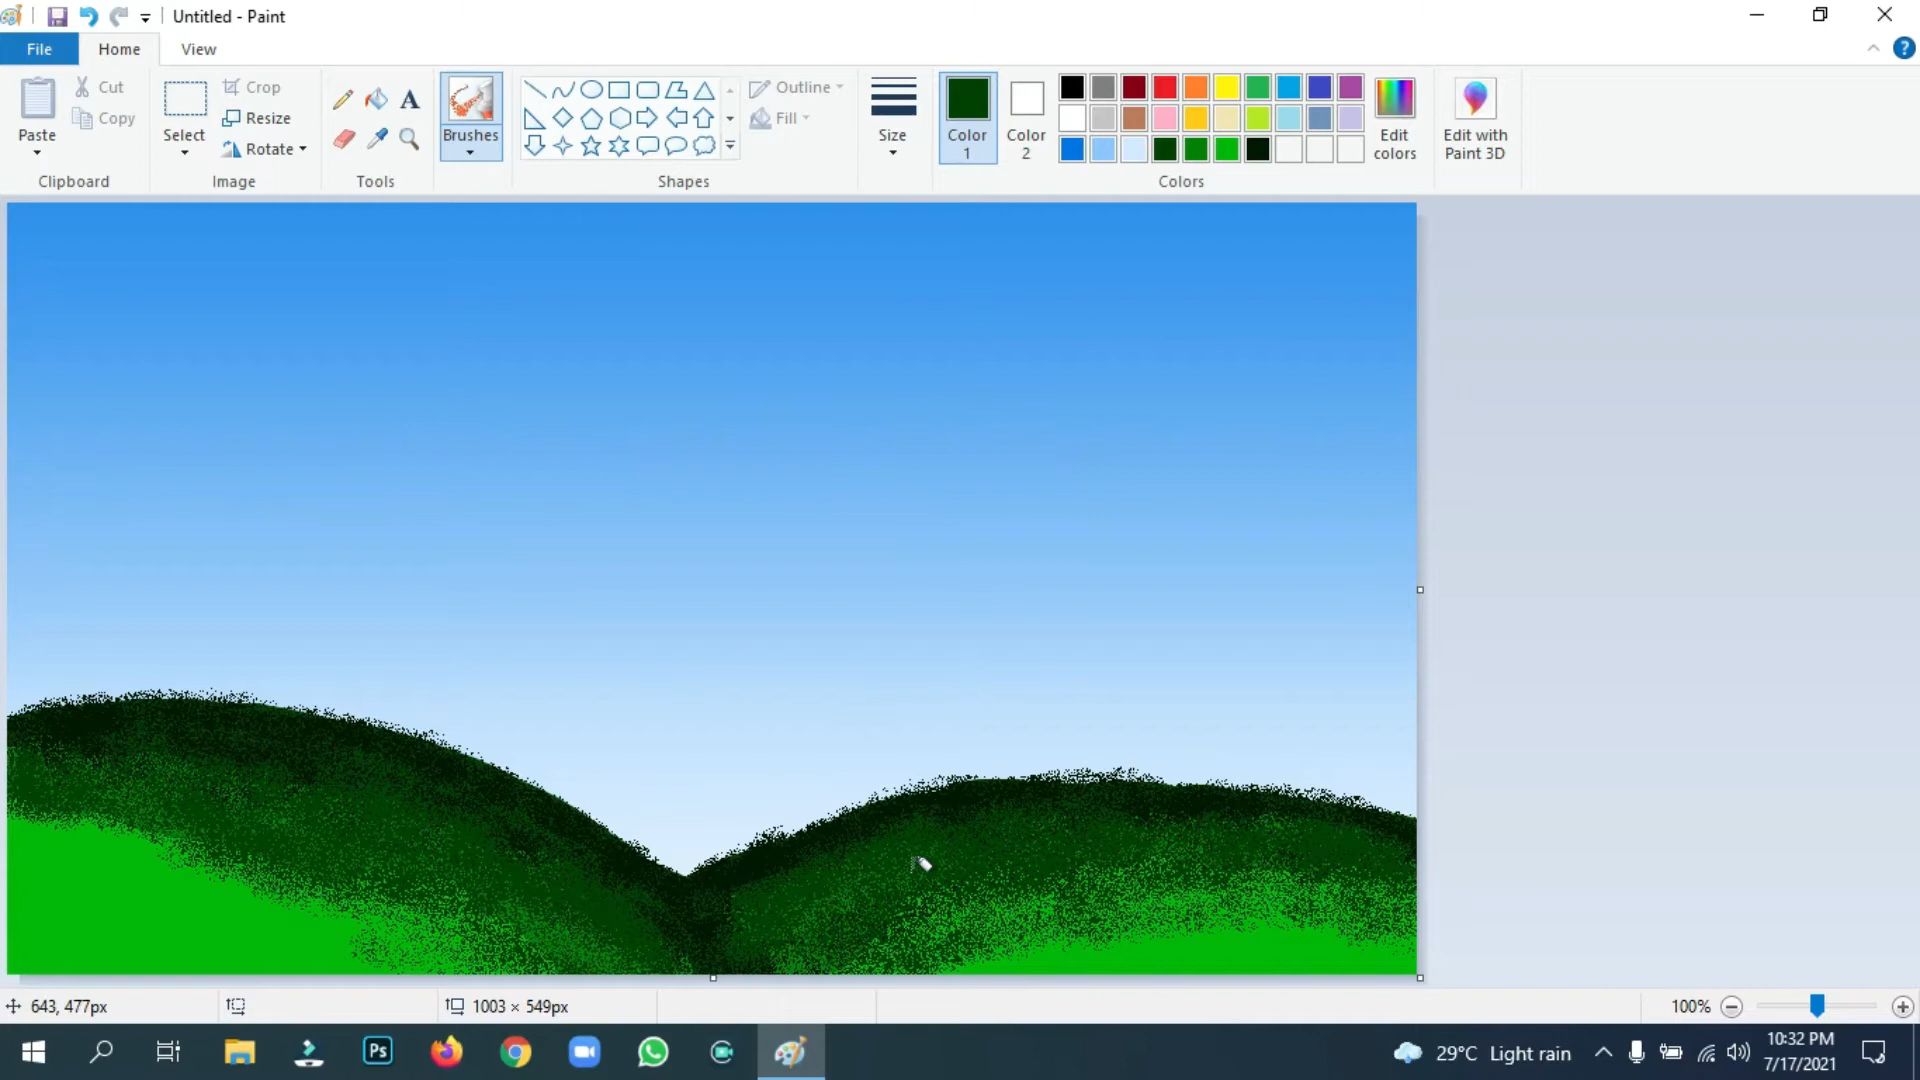 Untitled - Paint
File Home View
Paste Cut Copy
Select Crop Resize Rotate
A
Brushes
Outline Fill
Size
Color 1 Color 2
Edit colors
Edit with Paint 3D
?
Clipboard Image Tools Shapes Colors
643, 477px 1003 × 549px 100%
Ps 29°C Light rain 10:32 PM
7/17/2021